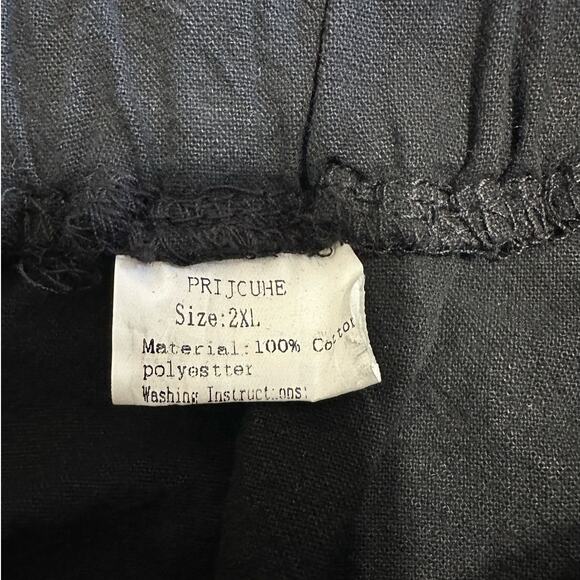 PRIJCUHE
Size:2XL
Material:100% Cotton
polyestter
Washing Instructions: